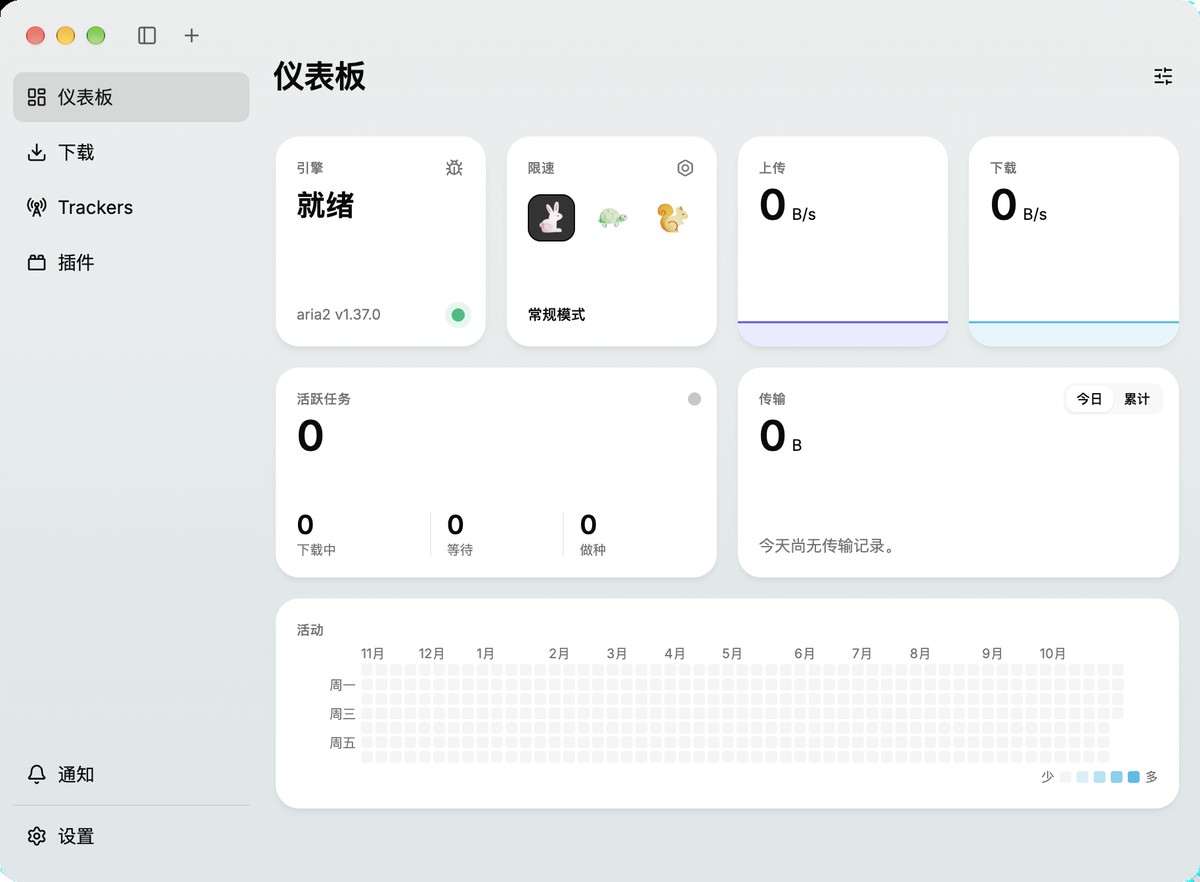 仪表板
下载
Trackers
插件
通知
设置
仪表板
引擎
就绪
aria2 v1.37.0
限速
常规模式
上传
0 B/s
下载
0 B/s
活跃任务
0
0
下载中
0
等待
0
做种
传输
今日 累计
0 B
今天尚无传输记录。
活动
11月 12月 1月 2月 3月 4月 5月 6月 7月 8月 9月 10月
周一
周三
周五
少 多